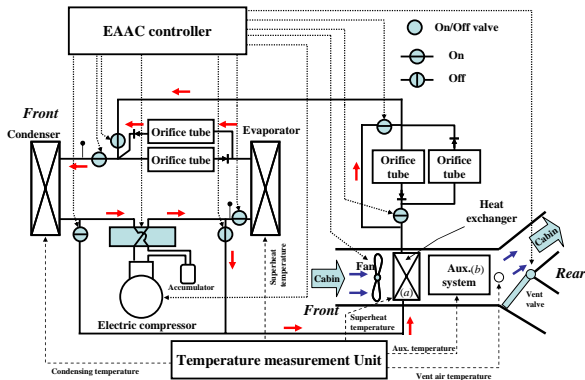 EAAC controller
On/Off valve
On
Off
Front
Condenser
Orifice tube
Orifice tube
Evaporator
Orifice
tube
Orifice
tube
Heat
exchanger
Accumulator
Electric compressor
Superheat
temperature
Cabin
Fan
(a)
Aux.(b)
system
Cabin
Rear
Vent
valve
Front
Superheat
temperature
Aux. temperature
Condensing temperature
Temperature measurement Unit
Vent air temperature